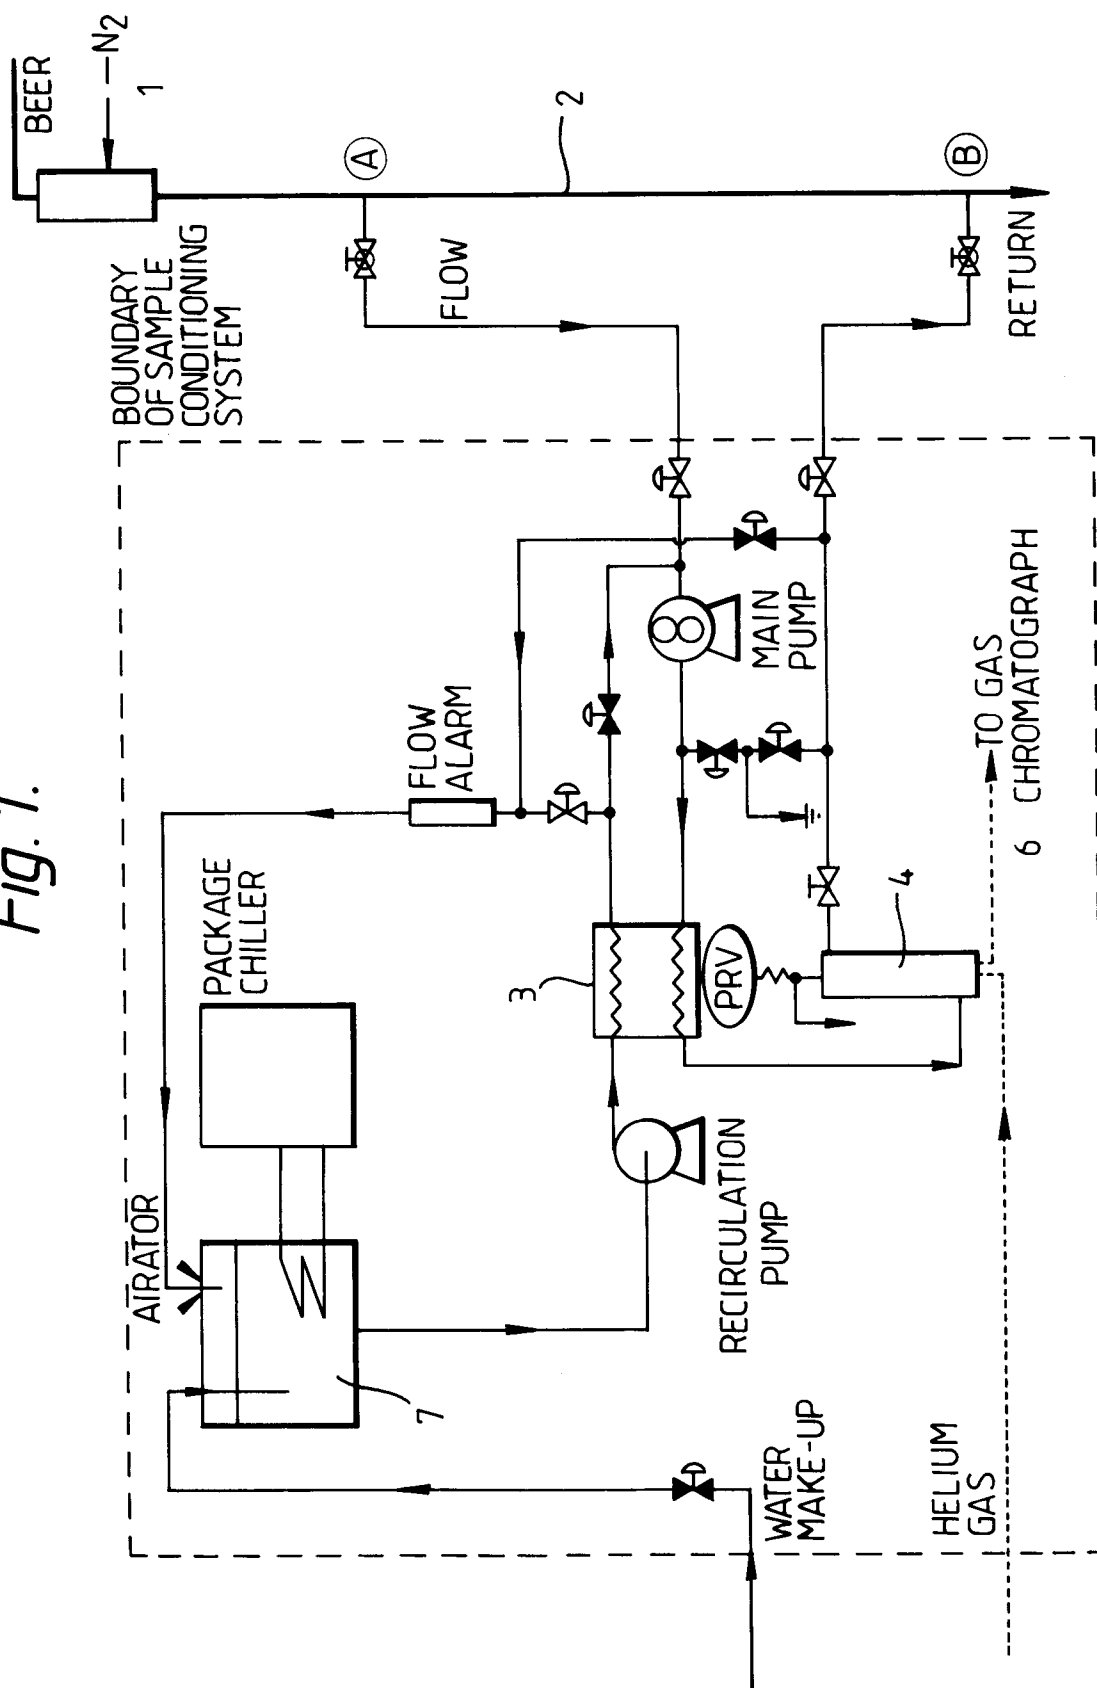 Fig. 1.
BEER
N2
1
A
2
B
BOUNDARY
OF SAMPLE
CONDITIONING
SYSTEM
FLOW
RETURN
FLOW
ALARM
PACKAGE
CHILLER
AIRATOR
3
PRV
4
MAIN
PUMP
TO GAS
CHROMATOGRAPH
6
RECIRCULATION
PUMP
7
WATER
MAKE-UP
HELIUM
GAS